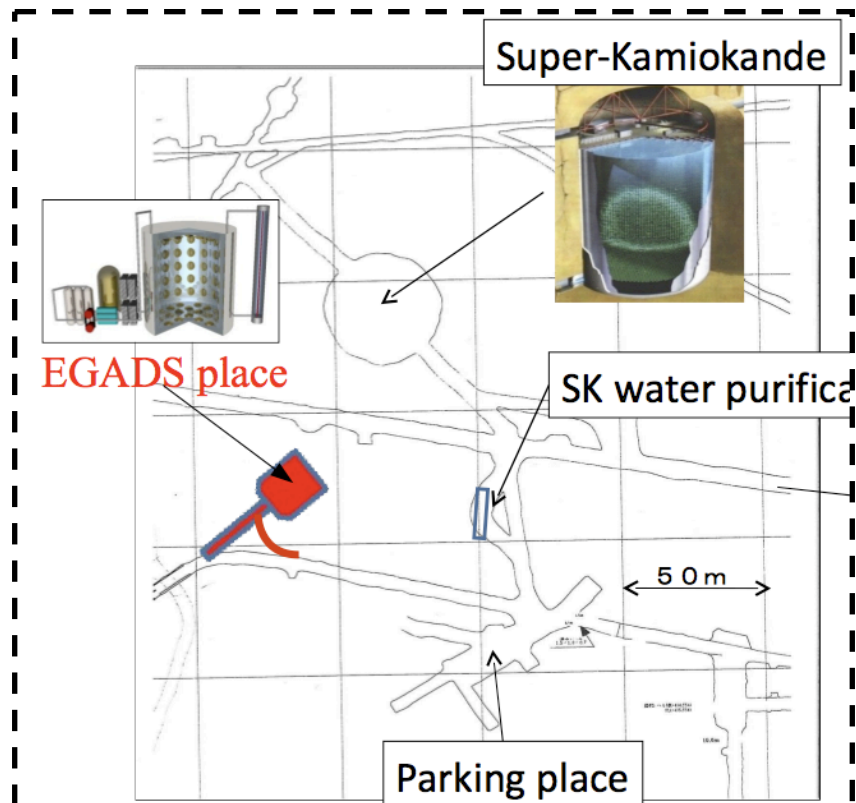 Super-Kamiokande
EGADS place
SK water purifica
５０ｍ
Parking place